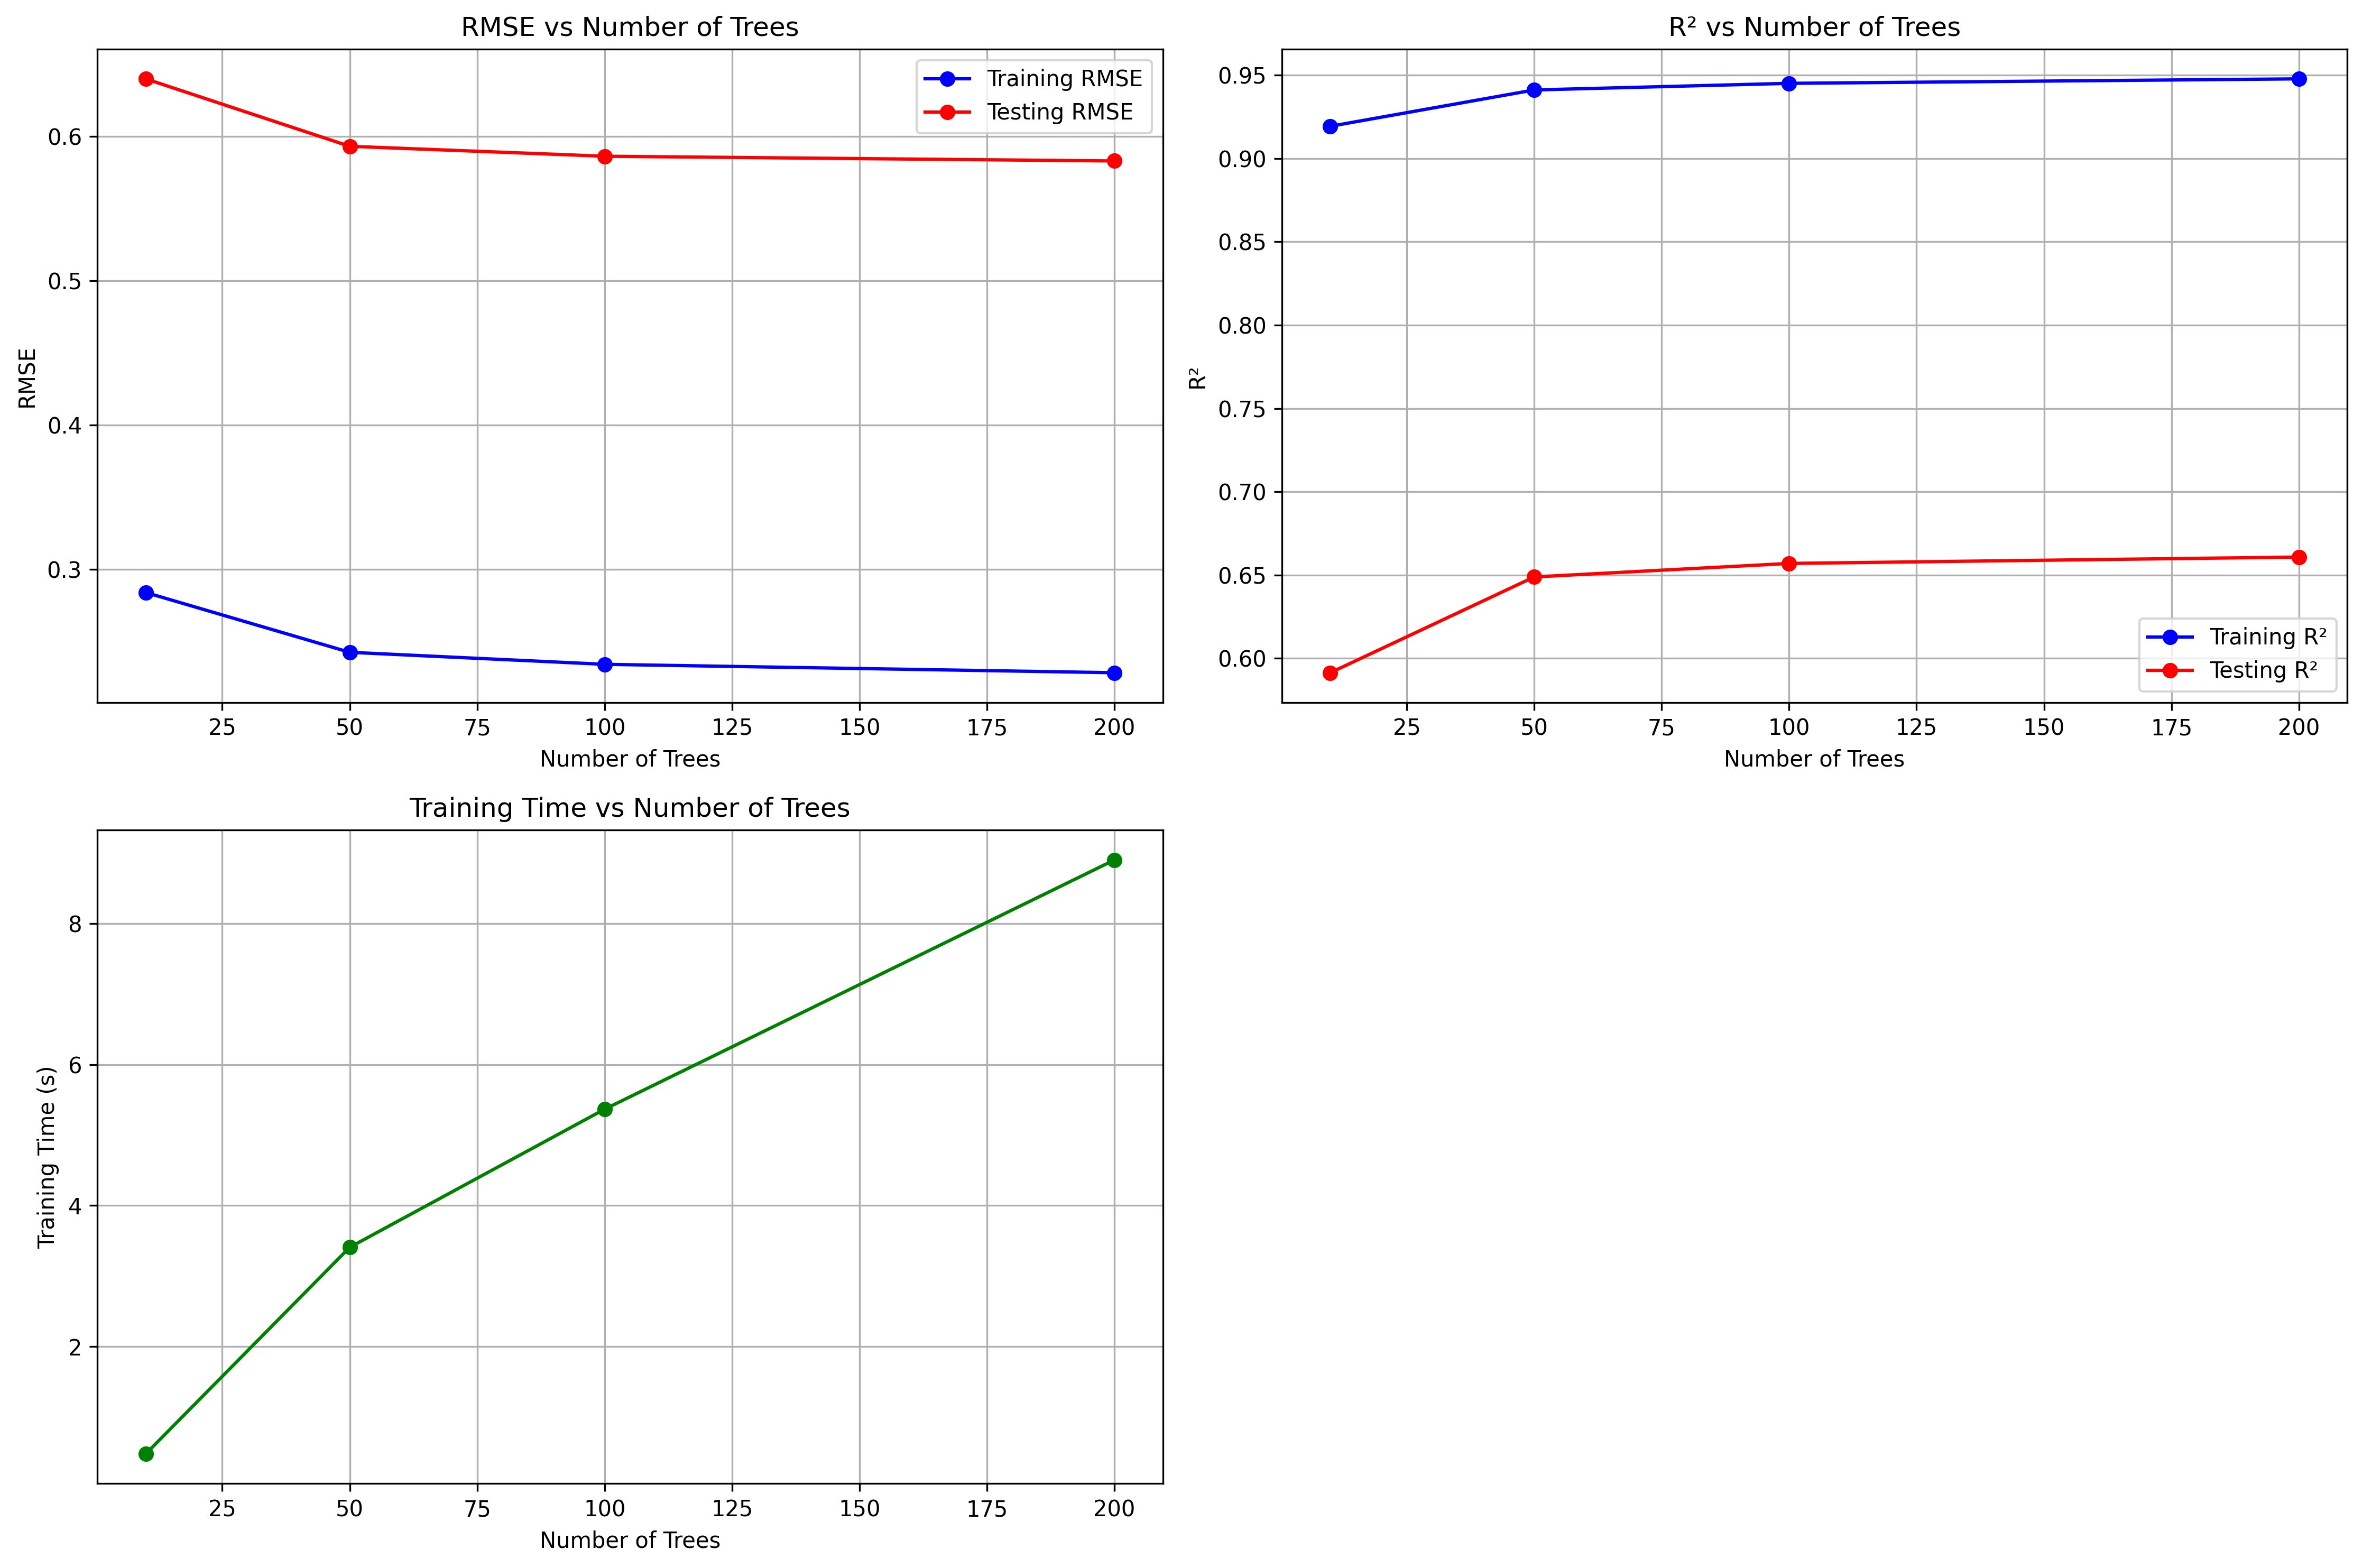 RMSE vs Number of Trees
RMSE
0.6
0.5
0.4
0.3
Training RMSE
Testing RMSE
25 50 75 100 125 150 175 200
Number of Trees
R² vs Number of Trees
R²
0.95
0.90
0.85
0.80
0.75
0.70
0.65
0.60
Training R²
Testing R²
25 50 75 100 125 150 175 200
Number of Trees
Training Time vs Number of Trees
Training Time (s)
8
6
4
2
25 50 75 100 125 150 175 200
Number of Trees